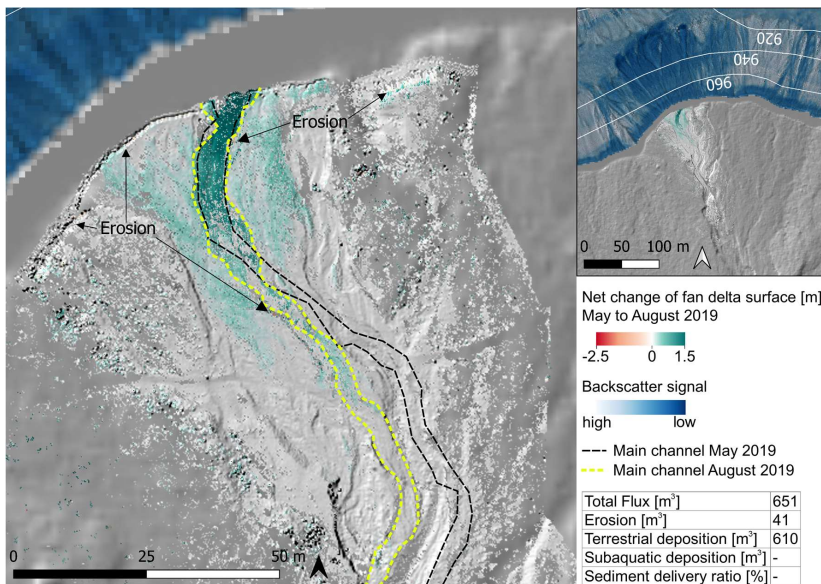 Erosion
Erosion
0 25 50 m
920
940
960
0 50 100 m
Net change of fan delta surface [m]
May to August 2019
-2.5 0 1.5
Backscatter signal
high low
Main channel May 2019
Main channel August 2019
Total Flux [m³] 651
Erosion [m³] 41
Terrestrial deposition [m³] 610
Subaquatic deposition [m³] -
Sediment delivery ratio [%] -